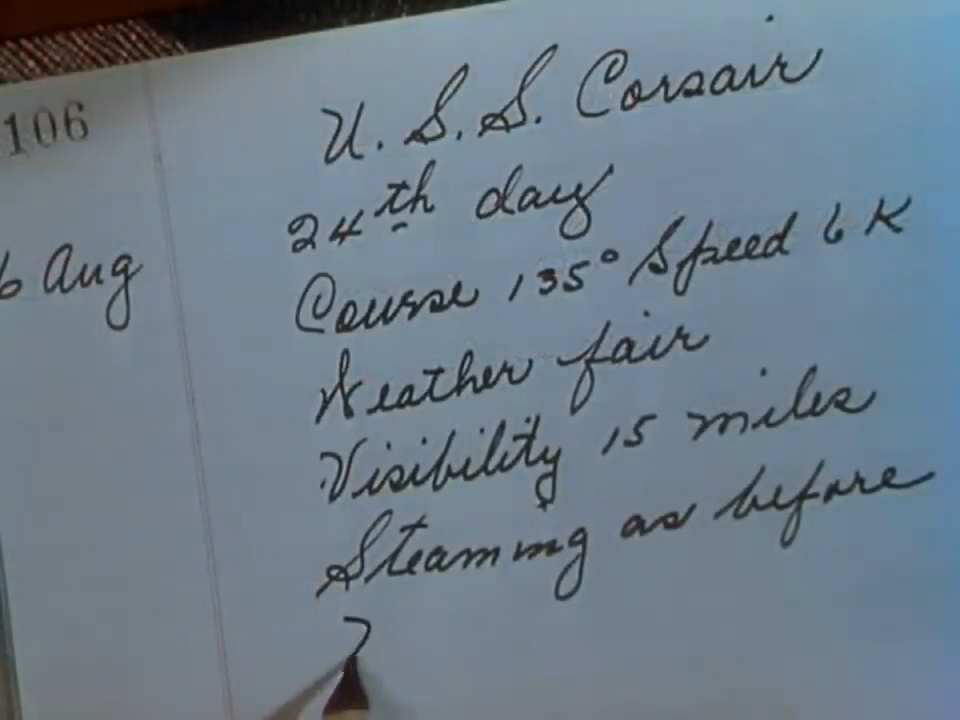 106
U. S. S. Corsair
24th day
6 Aug
Course 135° Speed 6 K
Weather fair
Visibility 15 miles
Steaming as before